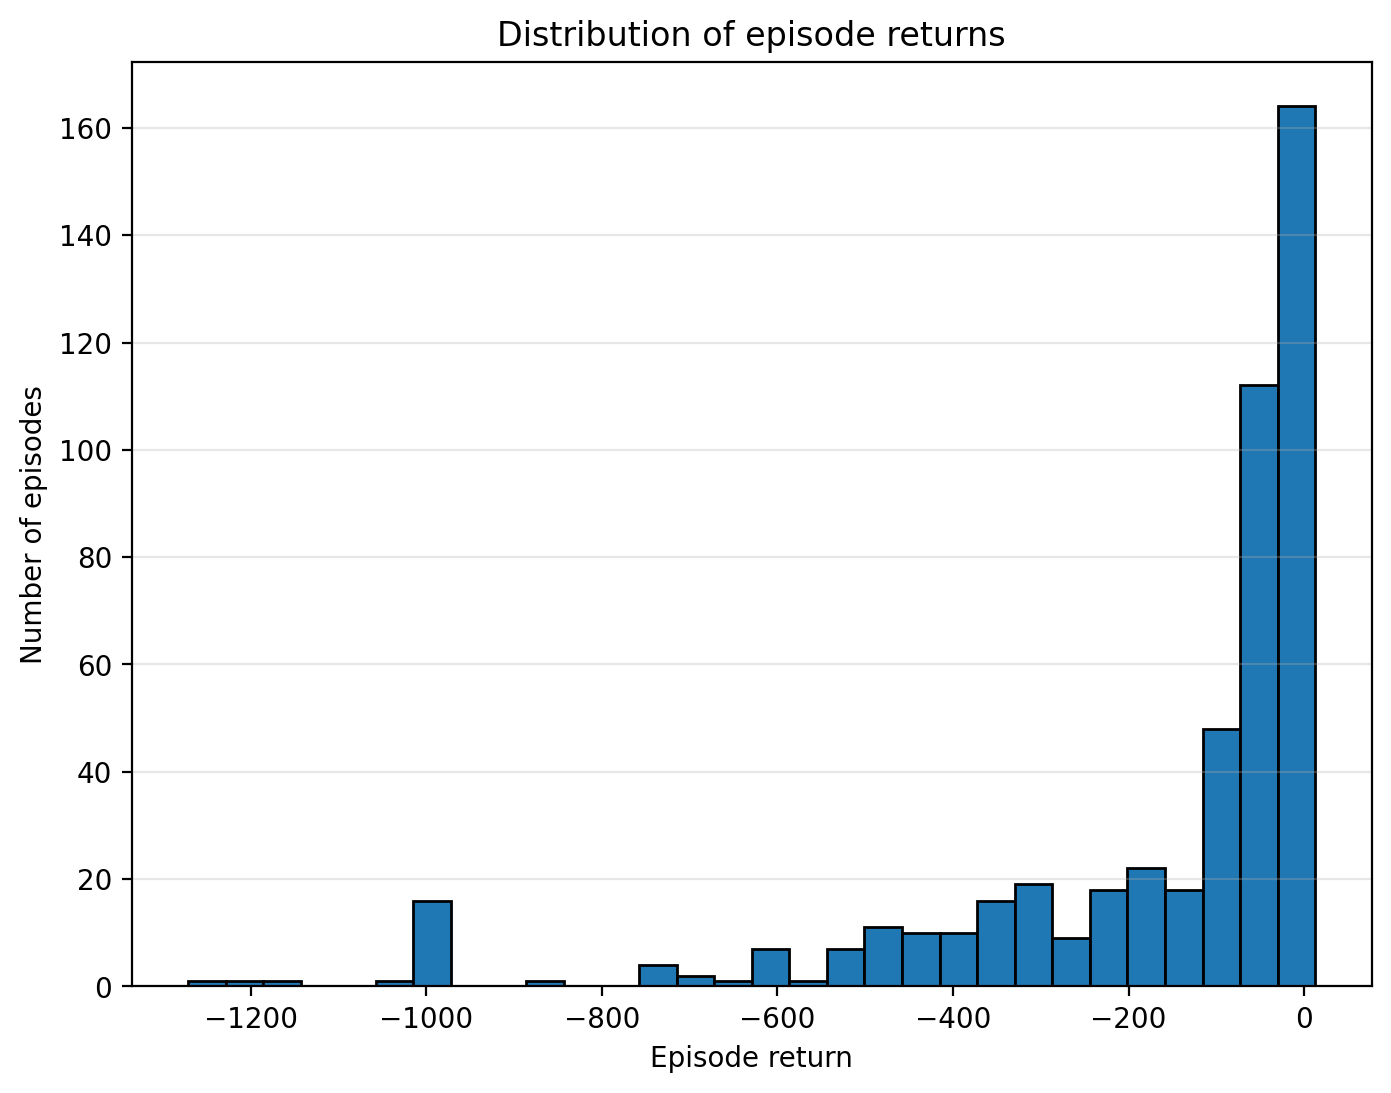 Distribution of episode returns
160
140
120
100
80
60
40
20
0
−1200 −1000 −800 −600 −400 −200 0
Number of episodes
Episode return